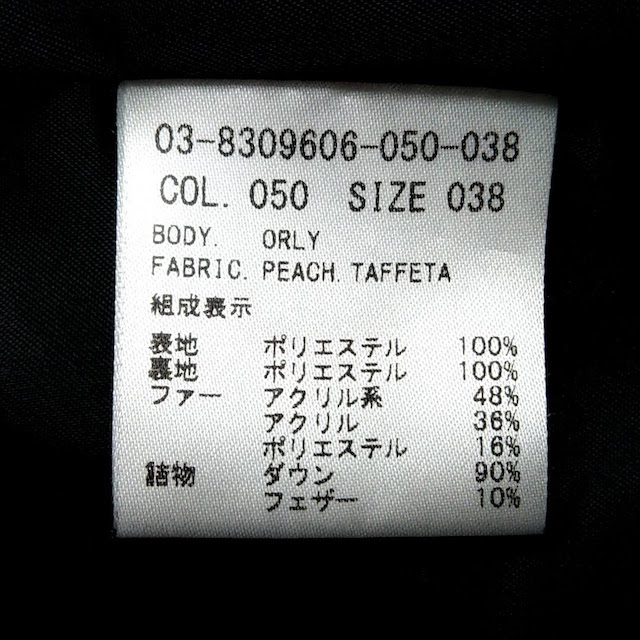 03-8309606-050-038
COL. 050 SIZE 038
BODY. ORLY
FABRIC. PEACH. TAFFETA
組成表示
表地 ポリエステル 100%
裏地 ポリエステル 100%
ファー アクリル系 48%
アクリル 36%
ポリエステル 16%
詰物 ダウン 90%
フェザー 10%